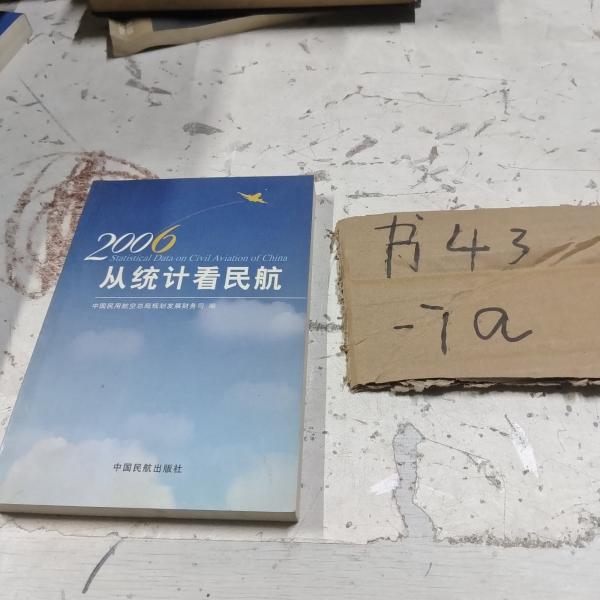 2006
Statistical Data on Civil Aviation of China
从统计看民航
中国民用航空总局规划发展财务司 编
中国民航出版社
书43
-7a